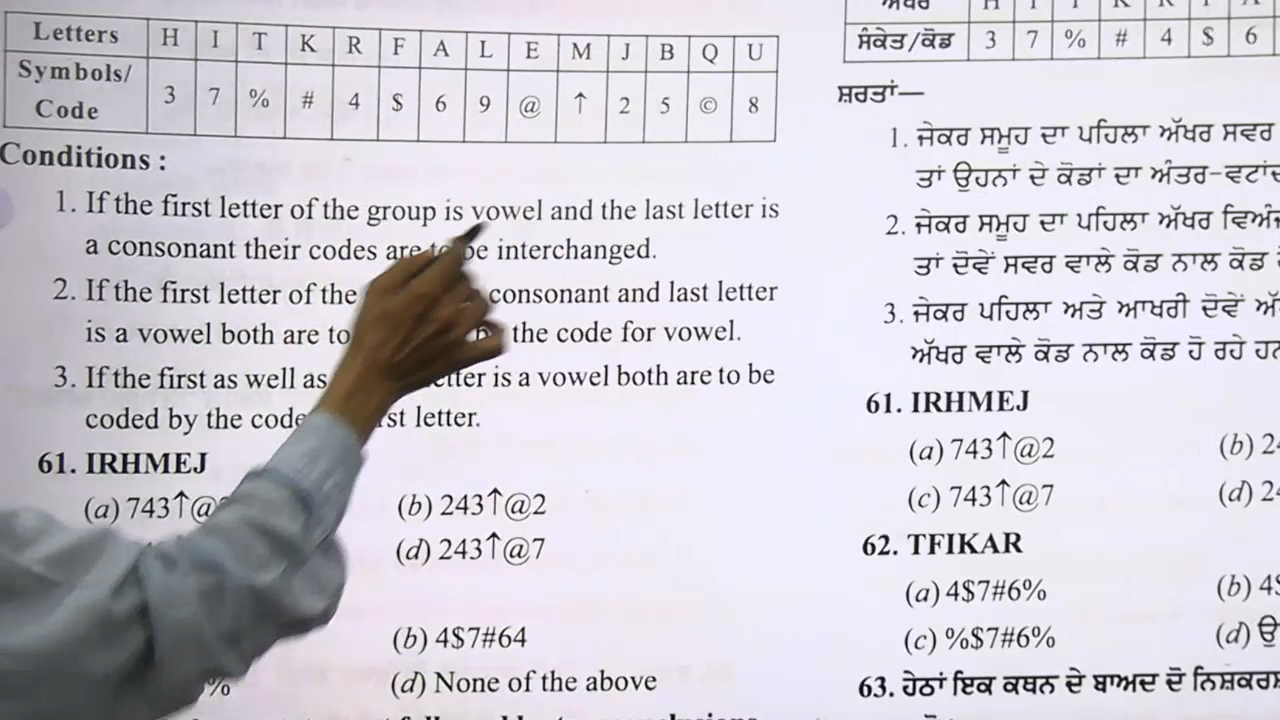 Letters H I T K R F A L E M J B Q U
Symbols/
Code 3 7 % # 4 $ 6 9 @ ↑ 2 5 © 8
Conditions :
1. If the first letter of the group is vowel and the last letter is
a consonant their codes are to be interchanged.
2. If the first letter of the consonant and last letter
is a vowel both are to the code for vowel.
3. If the first as well as letter is a vowel both are to be
coded by the code first letter.
61. IRHMEJ
(a) 743↑@
(b) 243↑@2
(d) 243↑@7
(b) 4$7#64
%
(d) None of the above
ਅੱਖਰ H I T K R F A
ਸੰਕੇਤ/ਕੋਡ 3 7 % # 4 $ 6
ਸ਼ਰਤਾਂ—
1. ਜੇਕਰ ਸਮੂਹ ਦਾ ਪਹਿਲਾ ਅੱਖਰ ਸਵਰ
ਤਾਂ ਉਹਨਾਂ ਦੇ ਕੋਡਾਂ ਦਾ
2. ਜੇਕਰ ਸਮੂਹ ਦਾ ਪਹਿਲਾ ਅੱਖਰ
ਤਾਂ ਦੋਵੇਂ ਸਵਰ ਵਾਲੇ ਕੋਡ ਨਾਲ ਕੋਡ
3. ਜੇਕਰ ਪਹਿਲਾ ਅਤੇ ਆਖਰੀ ਦੋਵੇਂ
ਅੱਖਰ ਵਾਲੇ ਕੋਡ ਨਾਲ ਕੋਡ ਹੋ ਰਹੇ ਹਨ
61. IRHMEJ
(a) 743↑@2
(b) 2
(c) 743↑@7
(d) 2
62. TFIKAR
(a) 4$7#6%
(b) 4$
(c) %$7#6%
(d)
63. ਹੇਠਾਂ ਇਕ ਕਥਨ ਦੇ ਬਾਅਦ ਦੋ